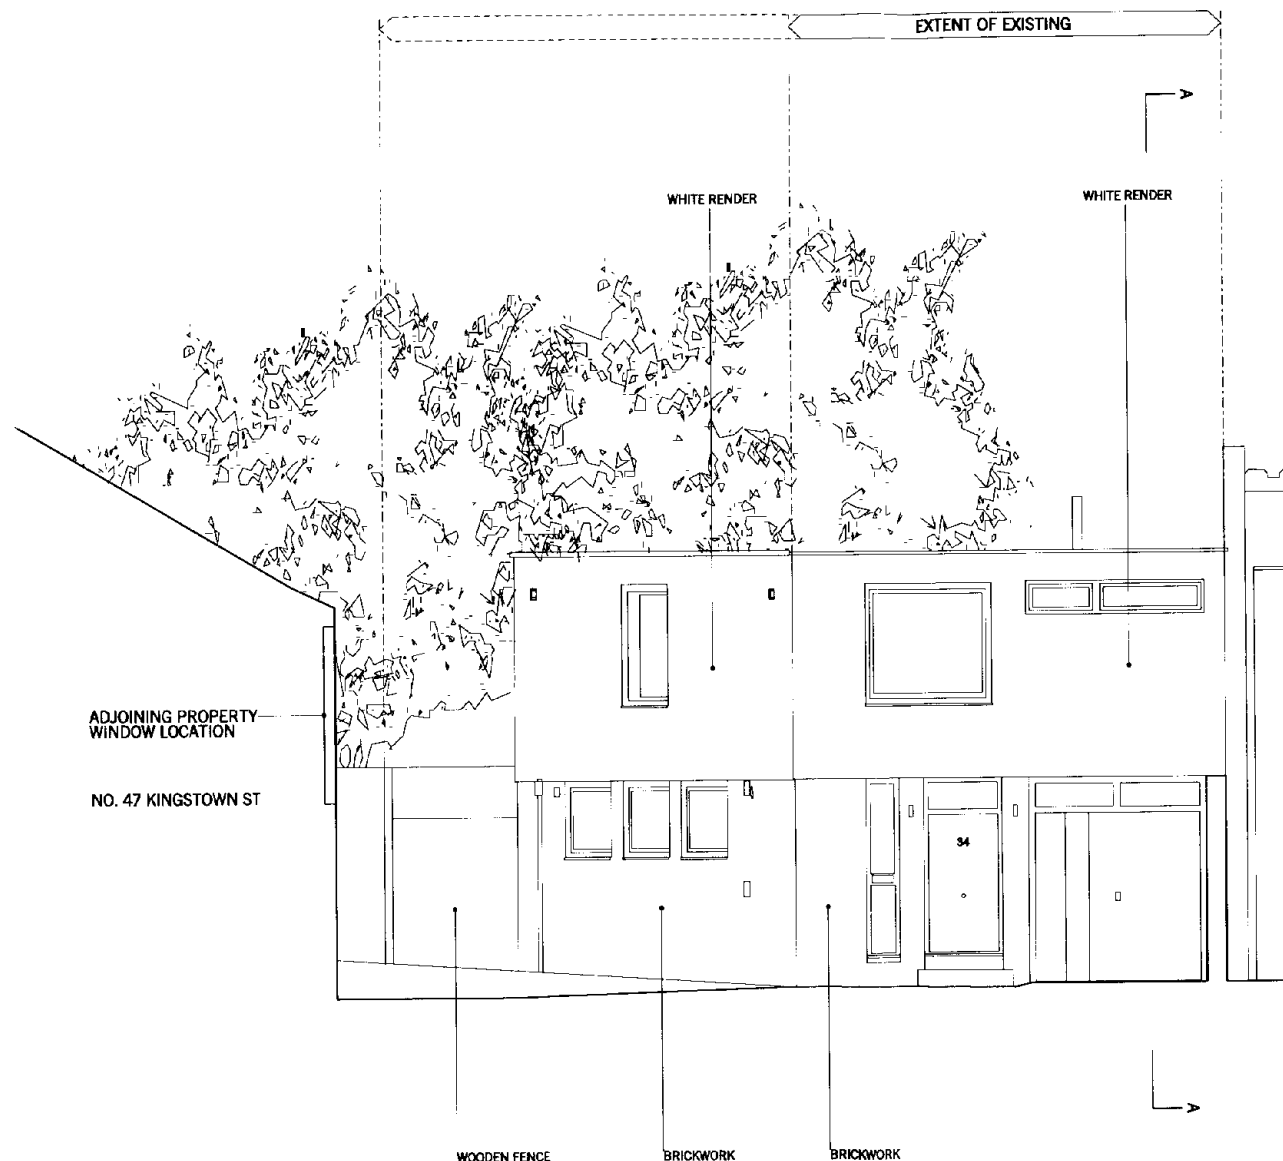 EXTENT OF EXISTING
A
WHITE RENDER
WHITE RENDER
ADJOINING PROPERTY
WINDOW LOCATION
NO. 47 KINGSTOWN ST
34
A
WOODEN FENCE
BRICKWORK
BRICKWORK